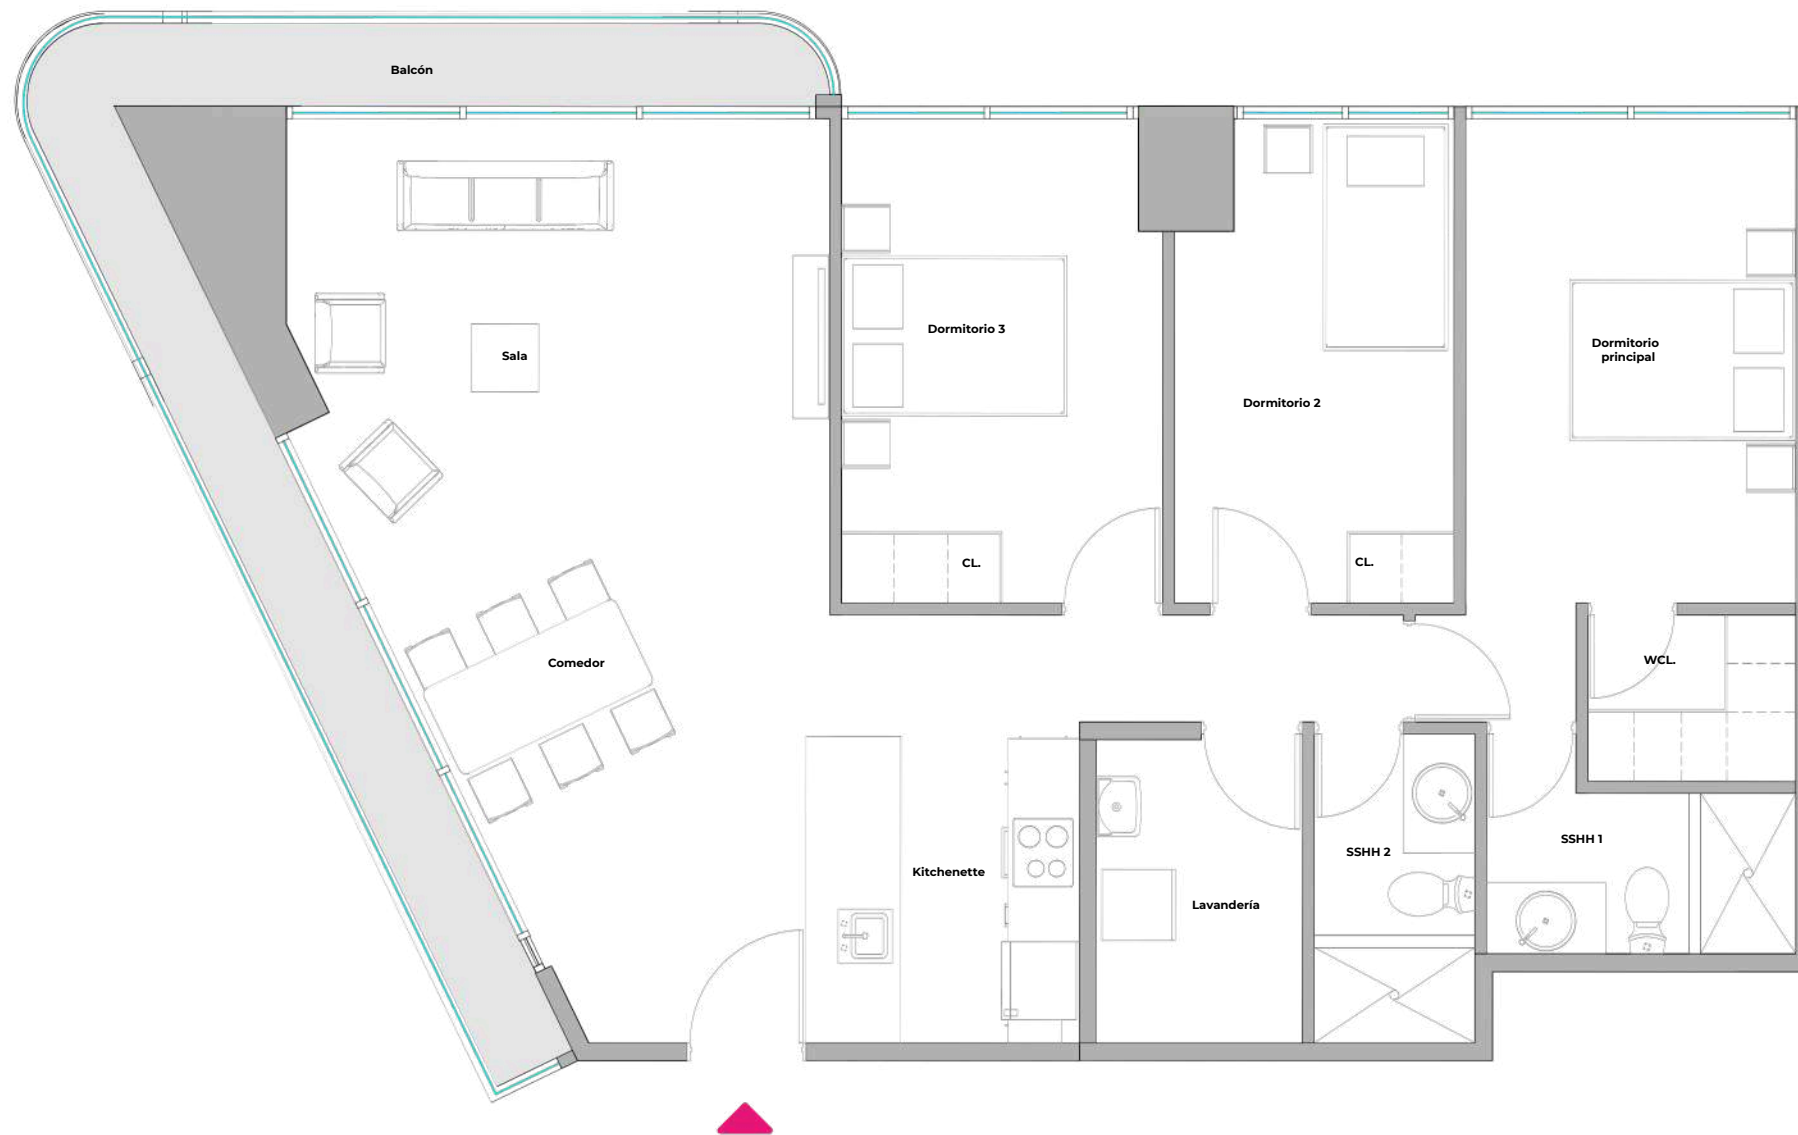 Balcón
Dormitorio 3
Dormitorio
principal
Sala
Dormitorio 2
CL.
CL.
Comedor
WCL.
SSHH 1
SSHH 2
Kitchenette
Lavandería